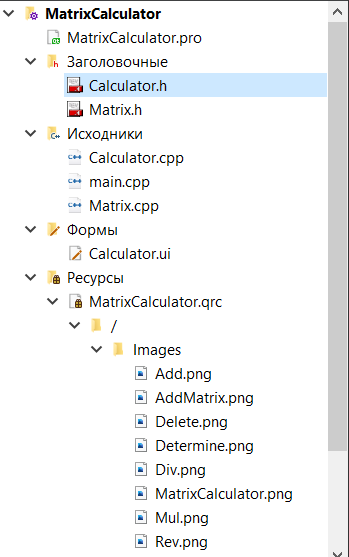 MatrixCalculator
MatrixCalculator.pro
Заголовочные
Calculator.h
Matrix.h
Исходники
Calculator.cpp
main.cpp
Matrix.cpp
Формы
Calculator.ui
Ресурсы
MatrixCalculator.qrc
/
Images
Add.png
AddMatrix.png
Delete.png
Determine.png
Div.png
MatrixCalculator.png
Mul.png
Rev.png